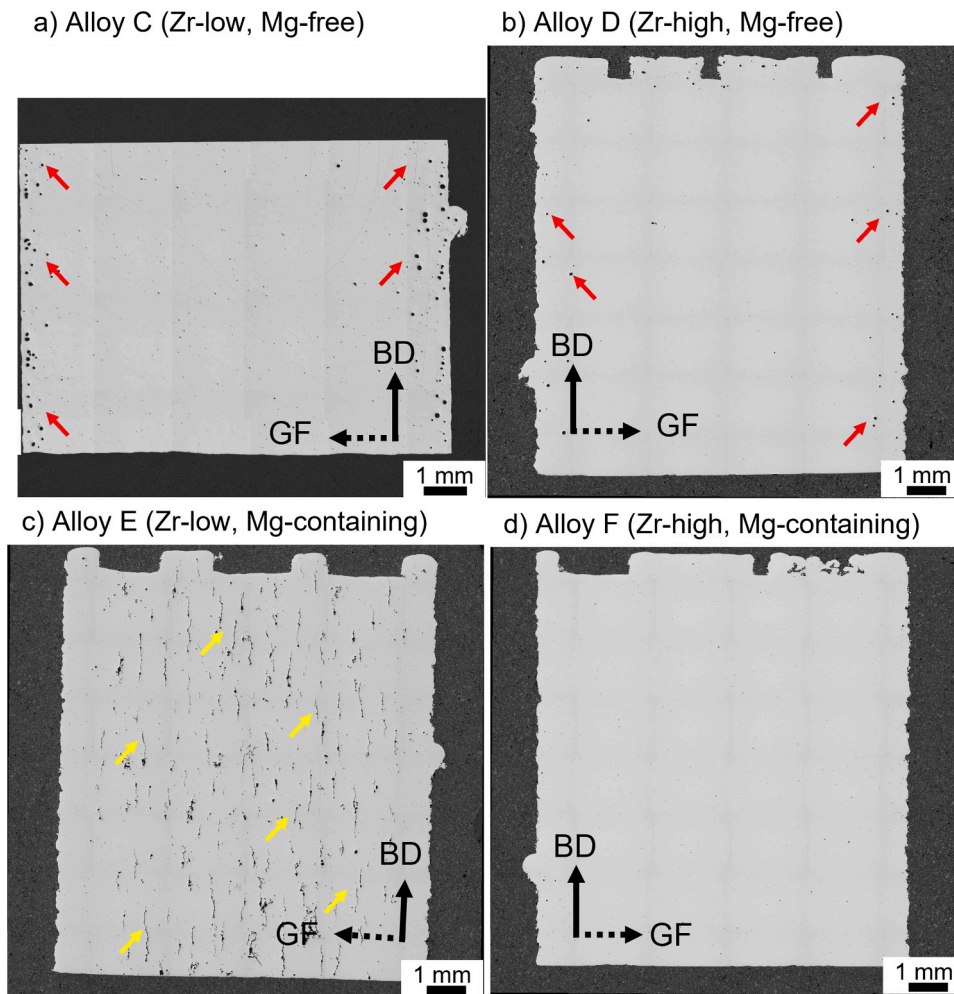 a) Alloy C (Zr-low, Mg-free)
b) Alloy D (Zr-high, Mg-free)
BD
GF
1 mm
BD
GF
1 mm
c) Alloy E (Zr-low, Mg-containing)
d) Alloy F (Zr-high, Mg-containing)
BD
GF
1 mm
BD
GF
1 mm